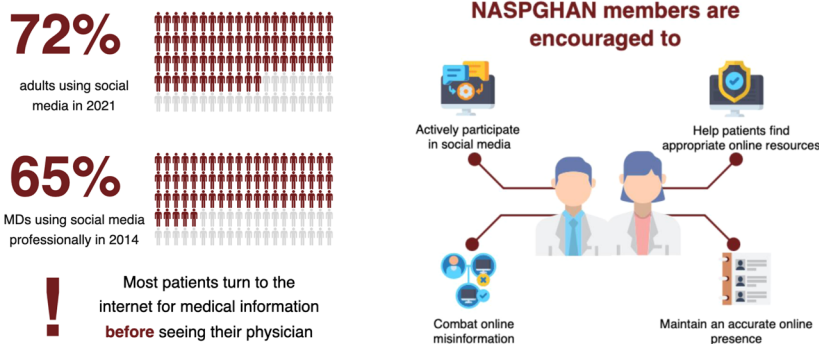 72%
adults using social
media in 2021
65%
MDs using social media
professionally in 2014
!
Most patients turn to the
internet for medical information
before seeing their physician
NASPGHAN members are
encouraged to
Actively participate
in social media
Help patients find
appropriate online resources
Combat online
misinformation
Maintain an accurate online
presence